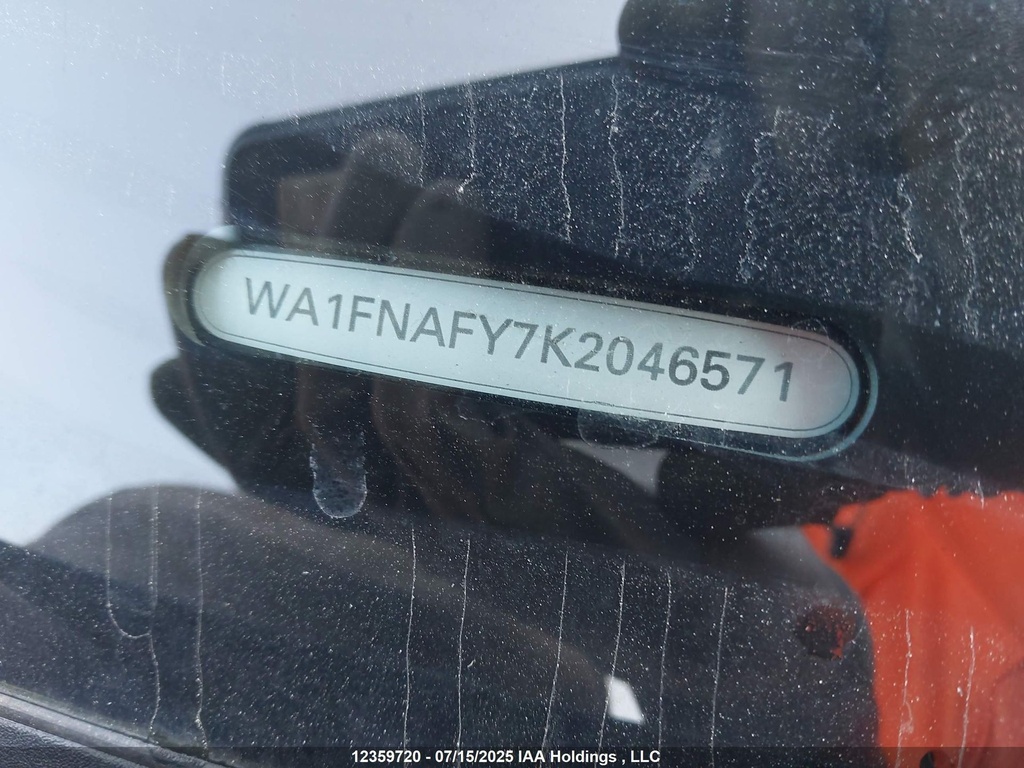 WA1FNAFY7K2046571
12359720 - 07/15/2025 IAA Holdings , LLC